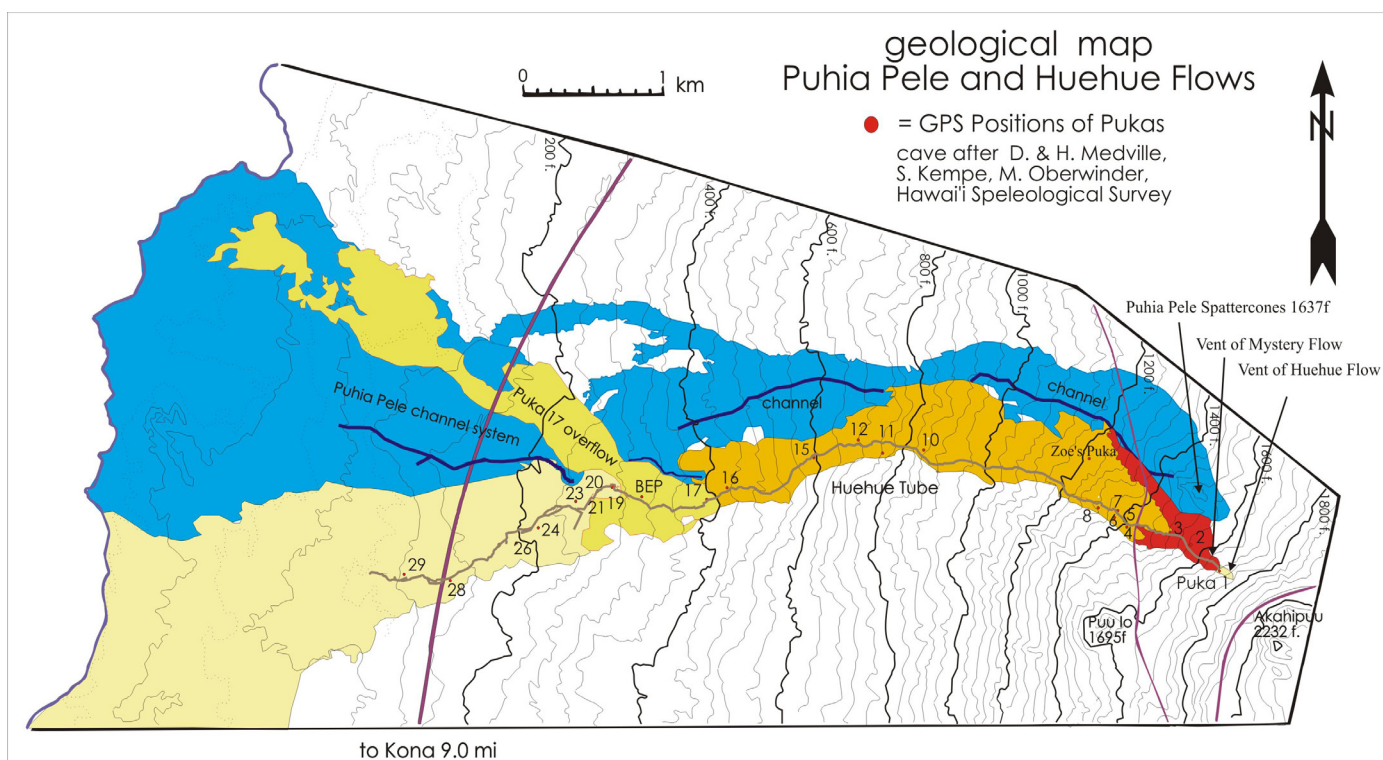 geological map
Puhia Pele and Huehue Flows
0 1 km
N
= GPS Positions of Pukas
cave after D. & H. Medville,
S. Kempe, M. Oberwinder,
Hawai'i Speleological Survey
200 f.
400 f.
600 f.
800 f.
1000 f.
1200 f.
1400 f.
1800 f.
Puhia Pele Spattercones 1637f
Vent of Mystery Flow
Vent of Huehue Flow
channel
channel
Puhia Pele channel system
Puka 17 overflow
Zoe's Puka
Huehue Tube
BEP
12
11
10
15
16
17
20
19
21
23
24
26
28
29
8
7
6
5
4
3
2
Puka 1
Puu Io
1695f
Akahipuu
2232 f.
to Kona 9.0 mi